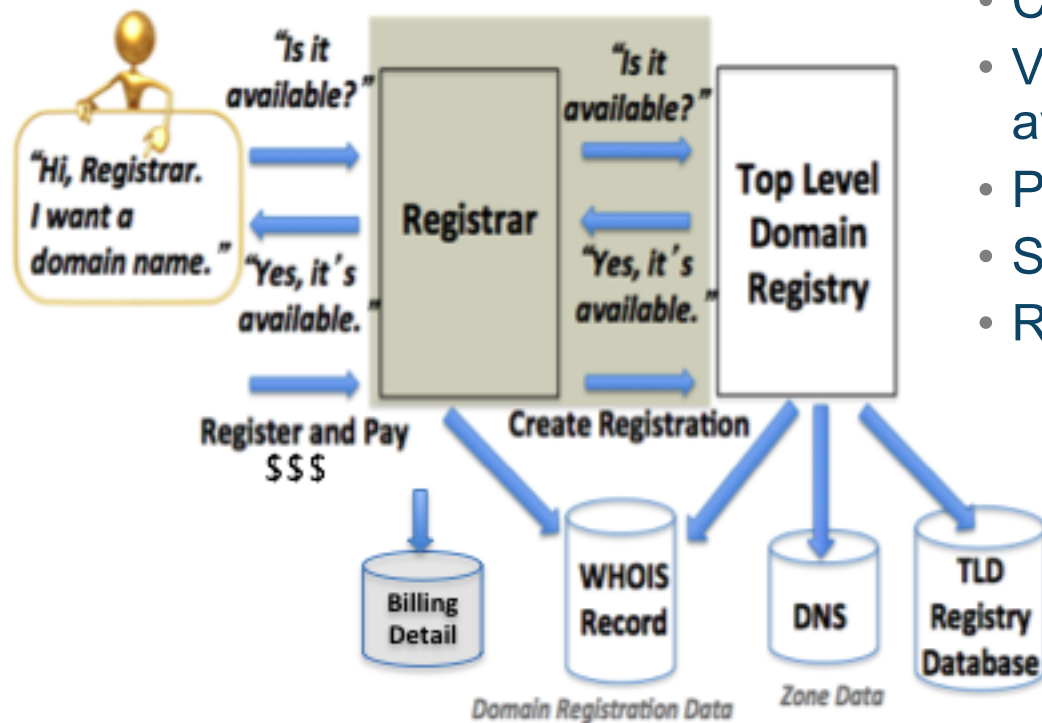 "Hi, Registrar.
I want a
domain name."
"Is it
available?"
"Yes, it's
available."
Register and Pay
$$$
Registrar
"Is it
available?"
"Yes, it's
available."
Create Registration
Top Level
Domain
Registry
Billing
Detail
WHOIS
Record
Domain Registration Data
DNS
Zone Data
TLD
Registry
Database
• V
• P
• S
• R